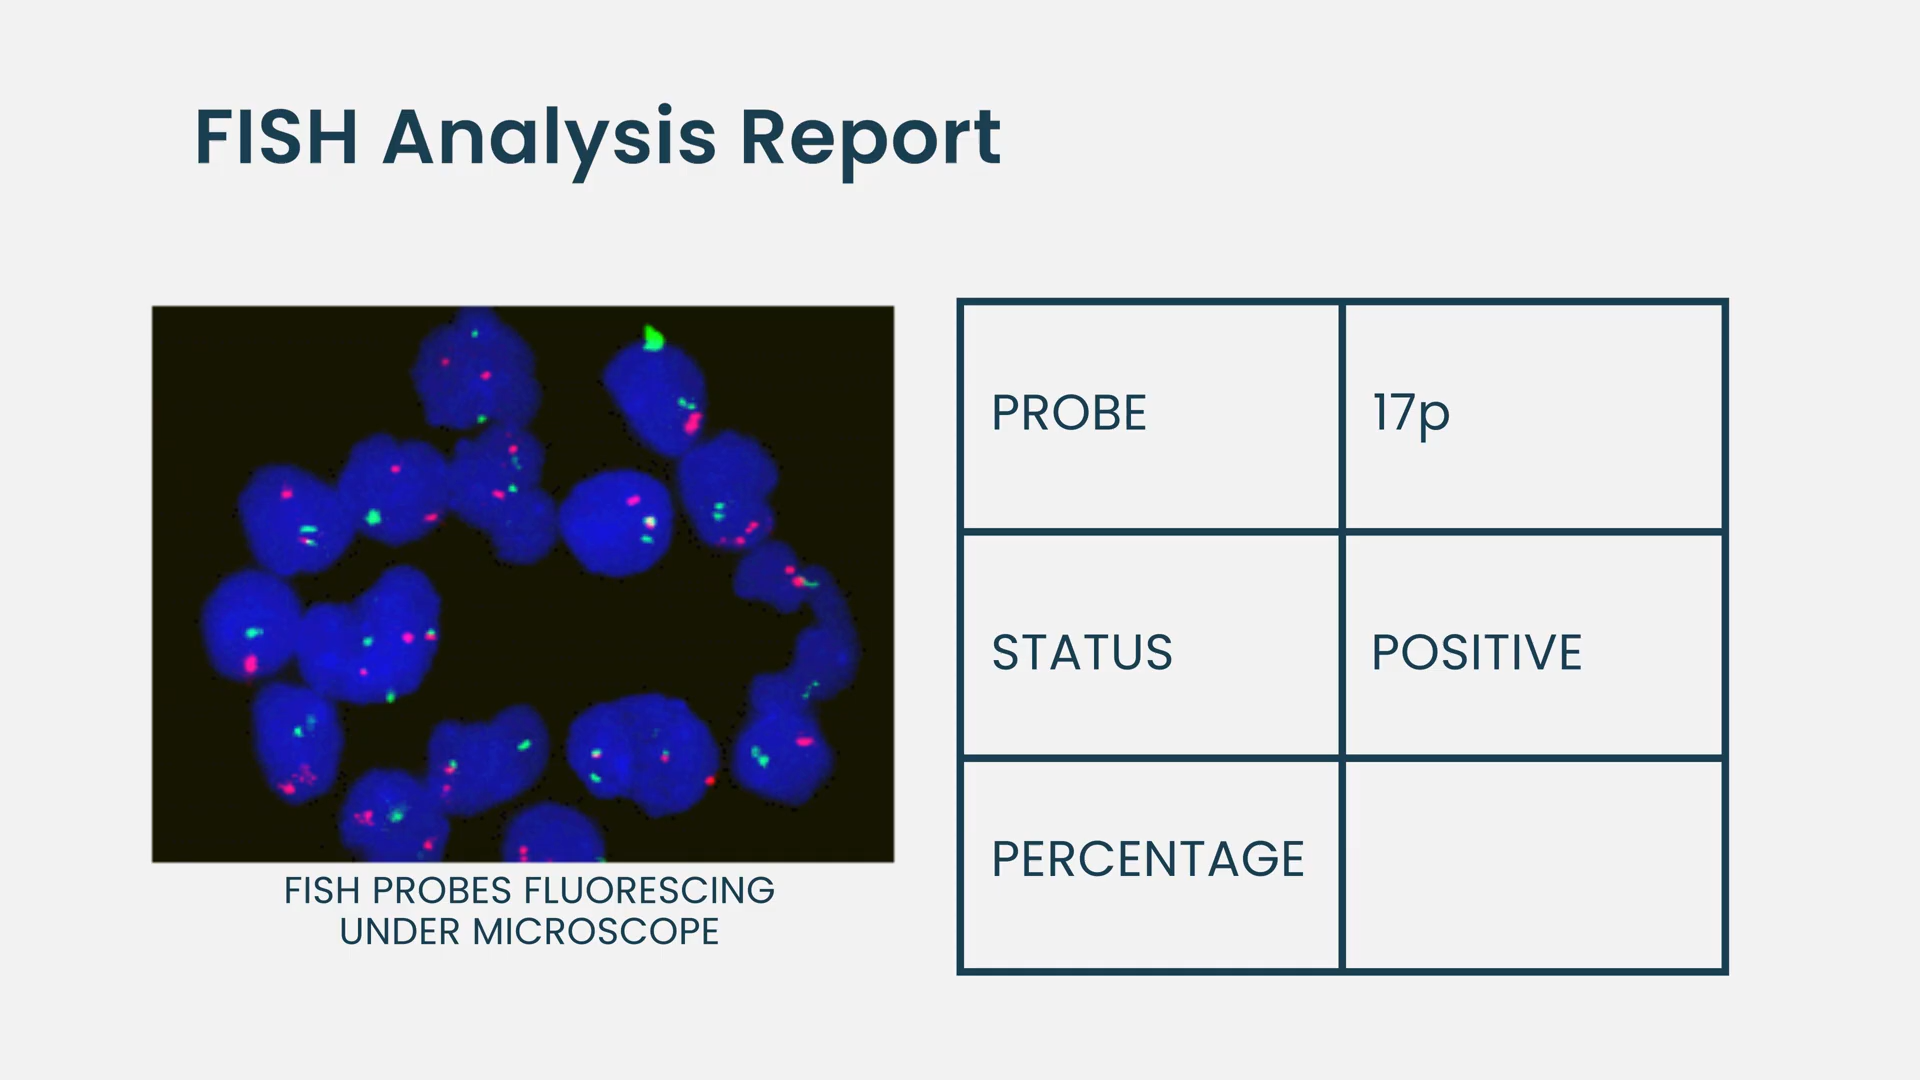 FISH Analysis Report
PROBE
17p
STATUS
POSITIVE
PERCENTAGE
FISH PROBES FLUORESCING
UNDER MICROSCOPE